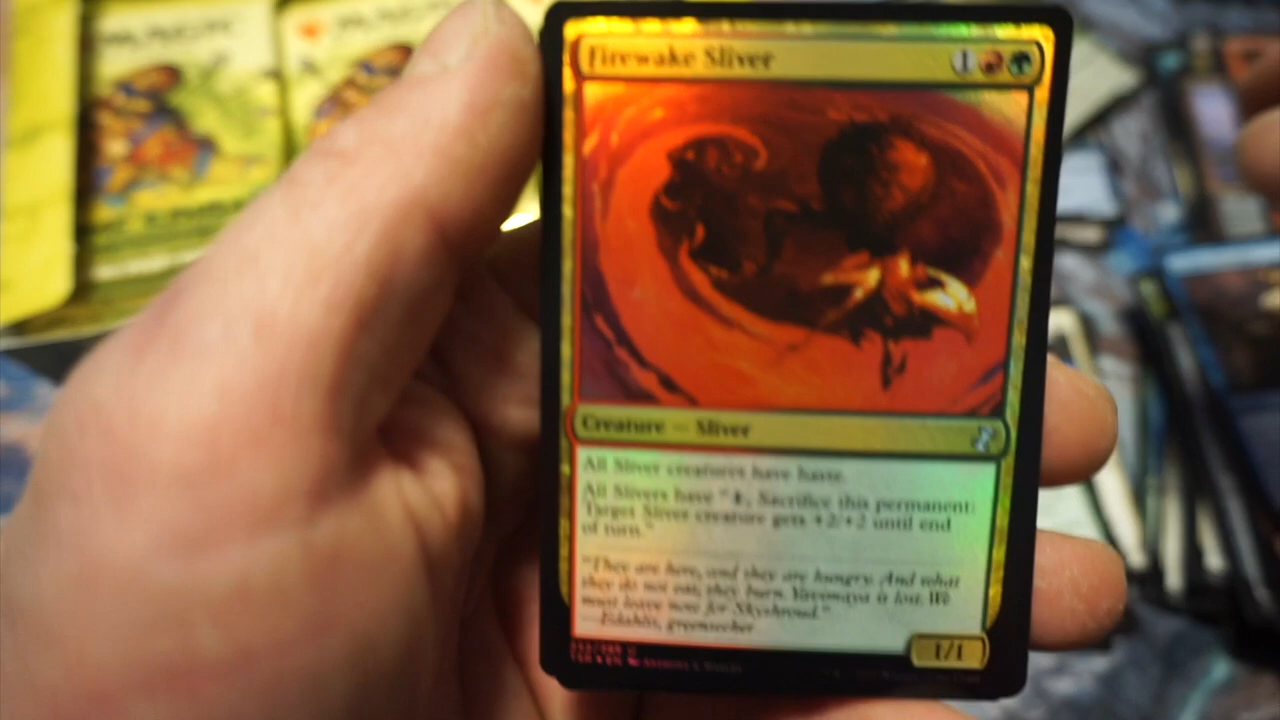 Firewake Sliver
1
Creature — Sliver
All Sliver creatures have haste.
All Slivers have "1, Sacrifice this permanent:
Target Sliver creature gets +2/+2 until end
of turn."
"They are here, and they are hungry. And what
they do not eat, they burn. Yavimaya is lost. We
must leave now for Skyshroud."
—Edahlis, greenseeker
1/1